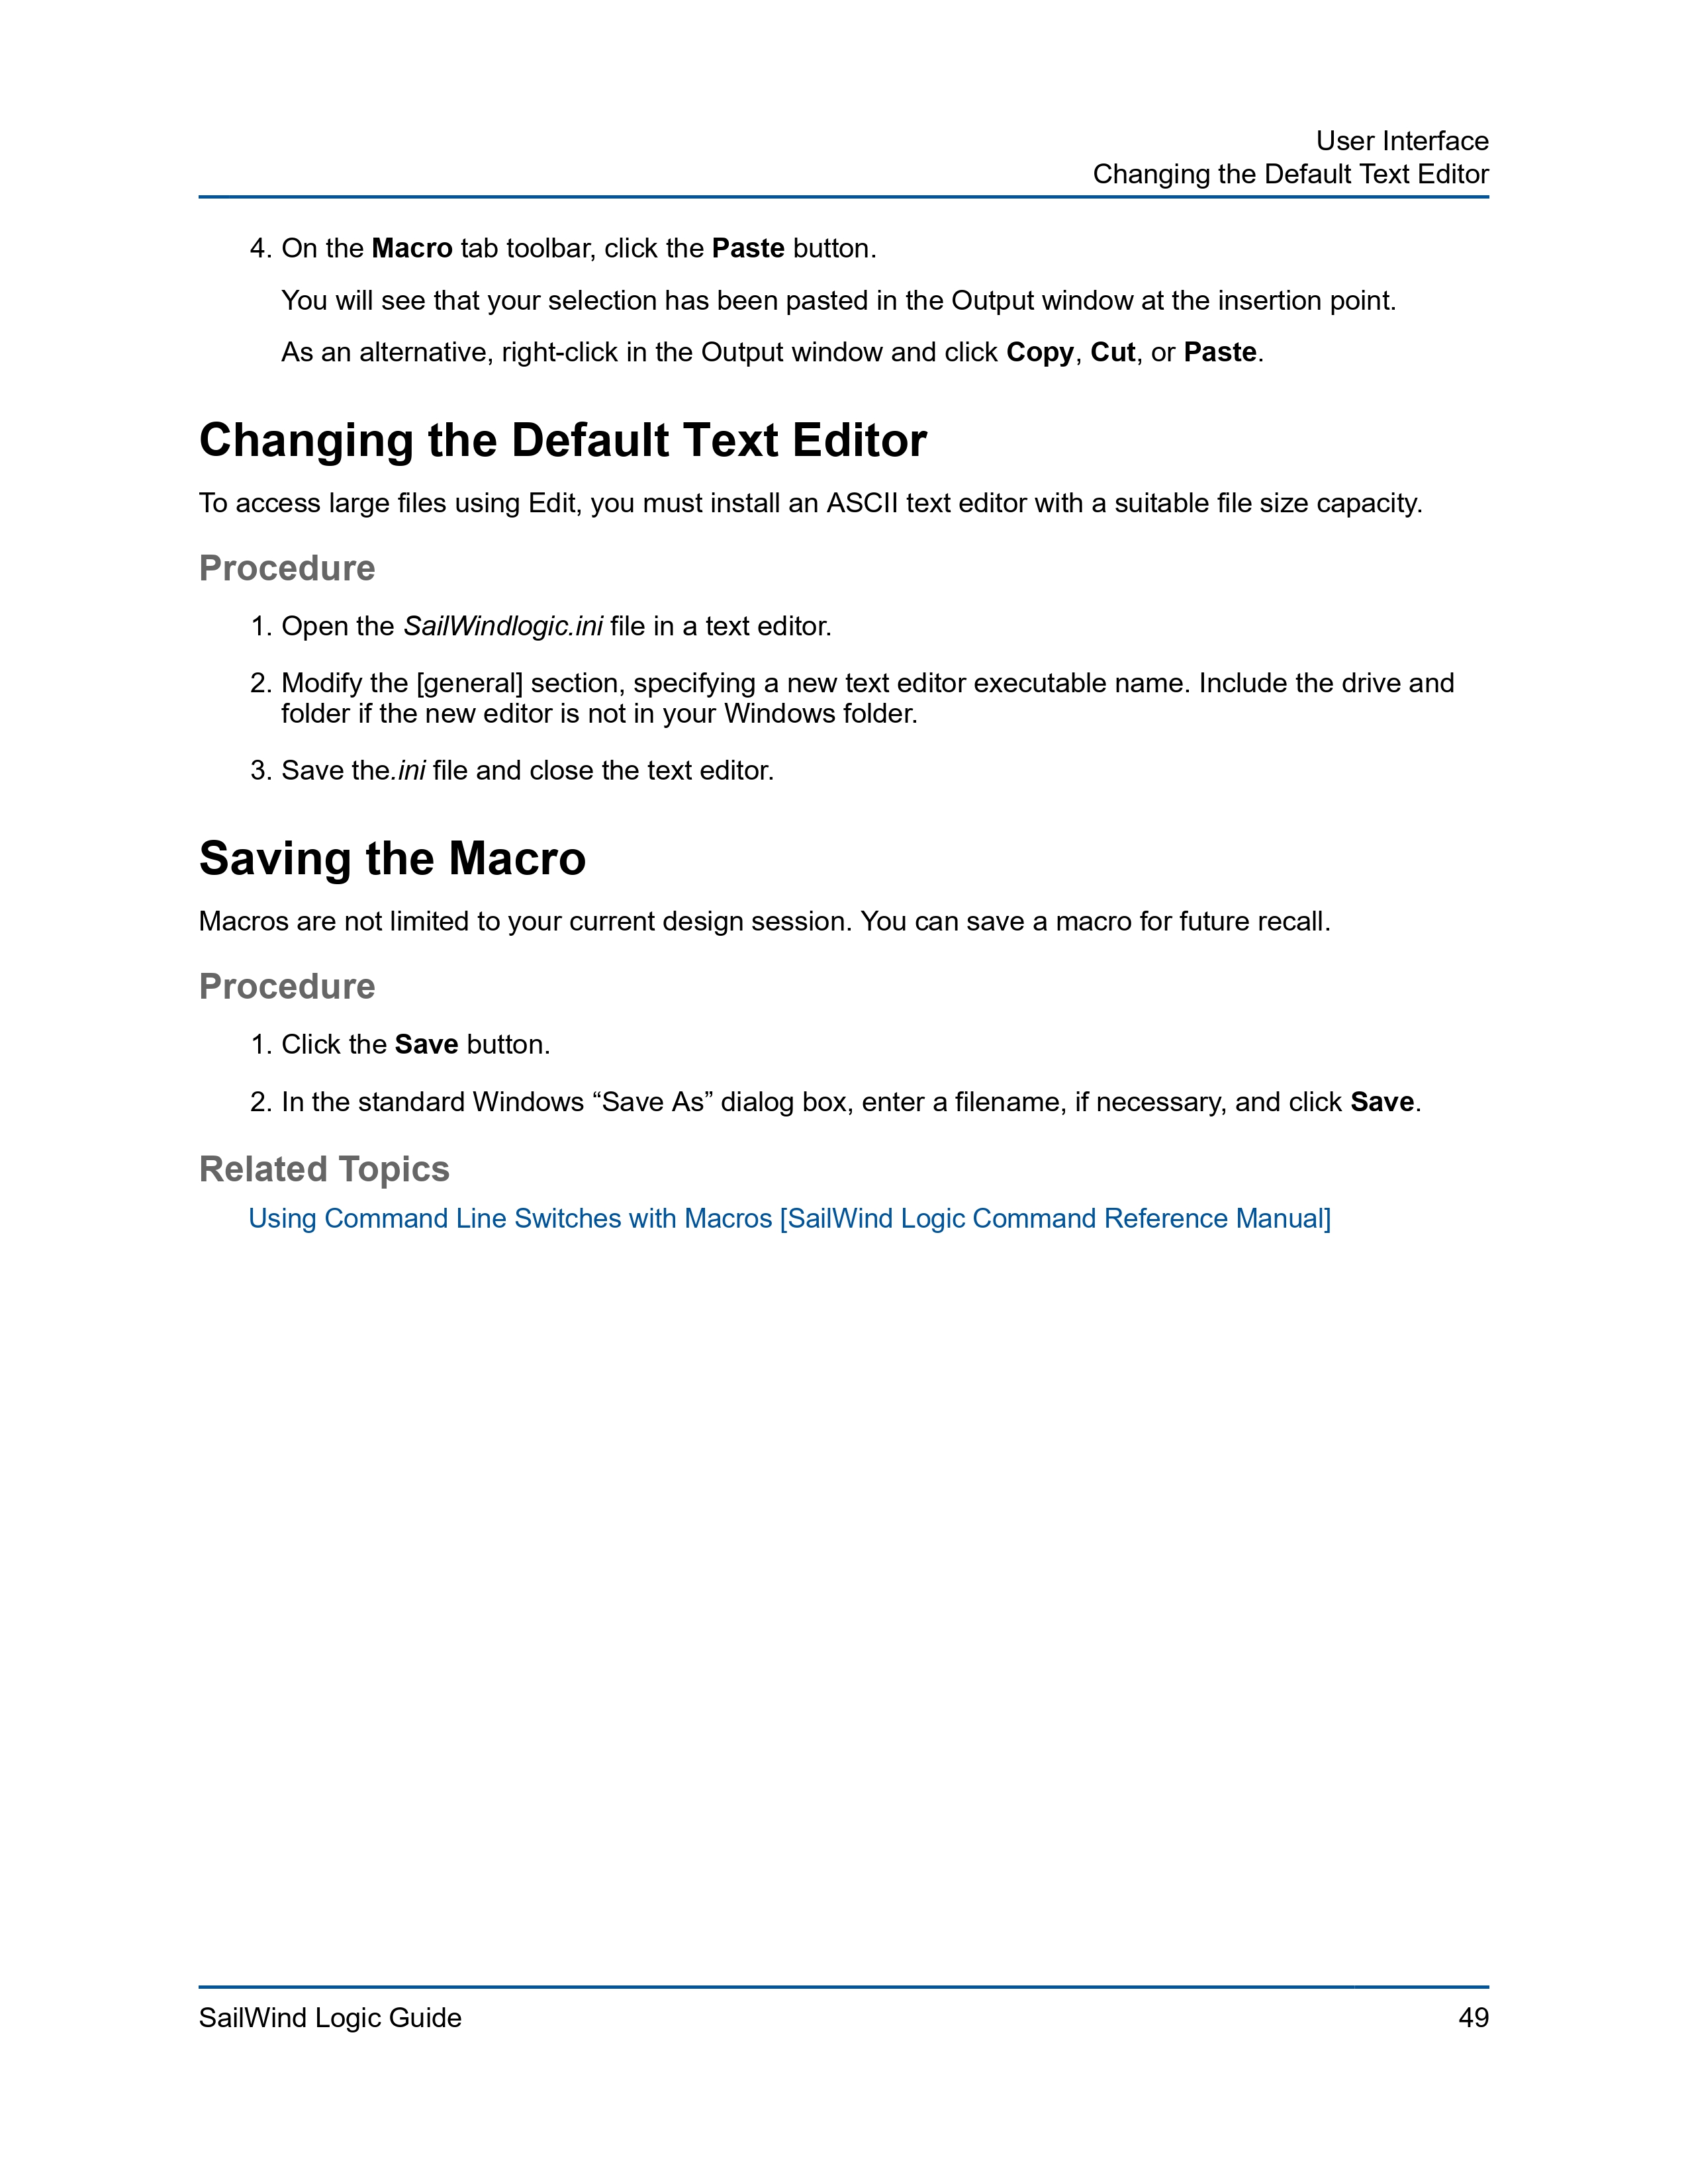 User Interface
Changing the Default Text Editor
4. On the Macro tab toolbar, click the Paste button.
You will see that your selection has been pasted in the Output window at the insertion point.
As an alternative, right-click in the Output window and click Copy, Cut, or Paste.
Changing the Default Text Editor
To access large files using Edit, you must install an ASCII text editor with a suitable file size capacity.
Procedure
1. Open the SailWindlogic.ini file in a text editor.
2. Modify the [general] section, specifying a new text editor executable name. Include the drive and
folder if the new editor is not in your Windows folder.
3. Save the.ini file and close the text editor.
Saving the Macro
Macros are not limited to your current design session. You can save a macro for future recall.
Procedure
1. Click the Save button.
2. In the standard Windows “Save As” dialog box, enter a filename, if necessary, and click Save.
Related Topics
Using Command Line Switches with Macros [SailWind Logic Command Reference Manual]
SailWind Logic Guide
49